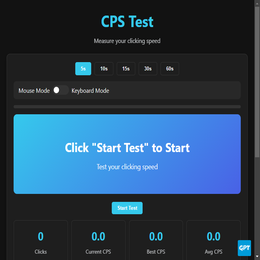 CPS Test
Measure your clicking speed
5s 10s 15s 30s 60s
Mouse Mode Keyboard Mode
Click "Start Test" to Start
Test your clicking speed
Start Test
0 0.0 0.0 0.0
Clicks Current CPS Best CPS Avg CPS
GPT